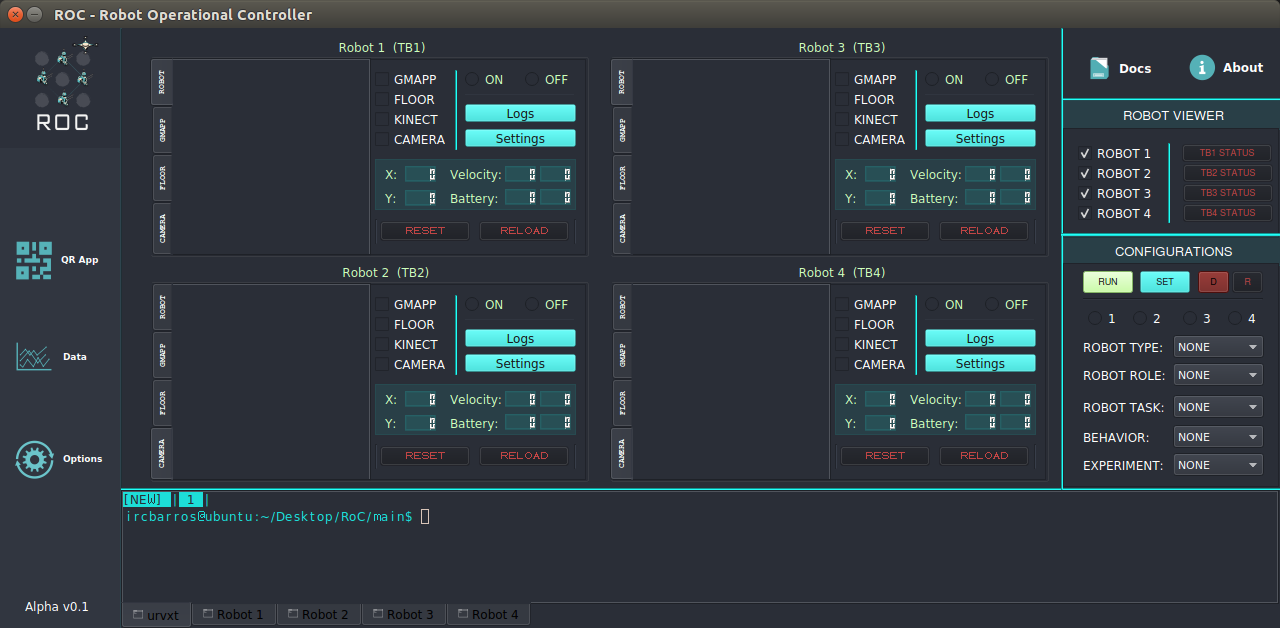 ROC - Robot Operational Controller
ROC
QR App
Data
Options
Alpha v0.1
Robot 1 (TB1)
ROBOT
GMAPP
FLOOR
CAMERA
GMAPP
FLOOR
KINECT
CAMERA
ON OFF
Logs
Settings
X: Velocity:
Y: Battery:
RESET RELOAD
Robot 3 (TB3)
ROBOT
GMAPP
FLOOR
CAMERA
GMAPP
FLOOR
KINECT
CAMERA
ON OFF
Logs
Settings
X: Velocity:
Y: Battery:
RESET RELOAD
Robot 2 (TB2)
ROBOT
GMAPP
FLOOR
CAMERA
GMAPP
FLOOR
KINECT
CAMERA
ON OFF
Logs
Settings
X: Velocity:
Y: Battery:
RESET RELOAD
Robot 4 (TB4)
ROBOT
GMAPP
FLOOR
CAMERA
GMAPP
FLOOR
KINECT
CAMERA
ON OFF
Logs
Settings
X: Velocity:
Y: Battery:
RESET RELOAD
Docs About
ROBOT VIEWER
ROBOT 1 TB1 STATUS
ROBOT 2 TB2 STATUS
ROBOT 3 TB3 STATUS
ROBOT 4 TB4 STATUS
CONFIGURATIONS
RUN SET D R
1 2 3 4
ROBOT TYPE: NONE
ROBOT ROLE: NONE
ROBOT TASK: NONE
BEHAVIOR: NONE
EXPERIMENT: NONE
[NEW] | 1 |
ircbarros@ubuntu:~/Desktop/RoC/main$
urvxt Robot 1 Robot 2 Robot 3 Robot 4